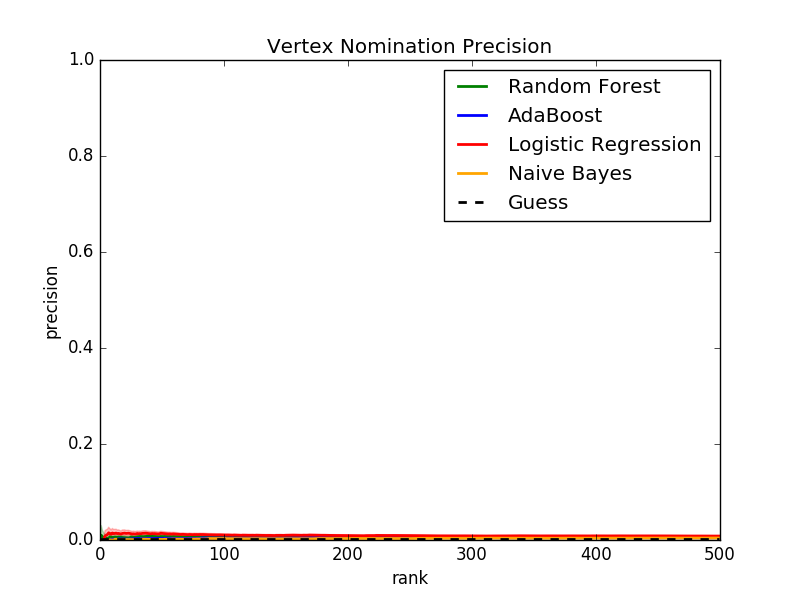 Vertex Nomination Precision
1.0
0.8
0.6
0.4
0.2
0.0
precision
Random Forest
AdaBoost
Logistic Regression
Naive Bayes
Guess
0 100 200 300 400 500
rank